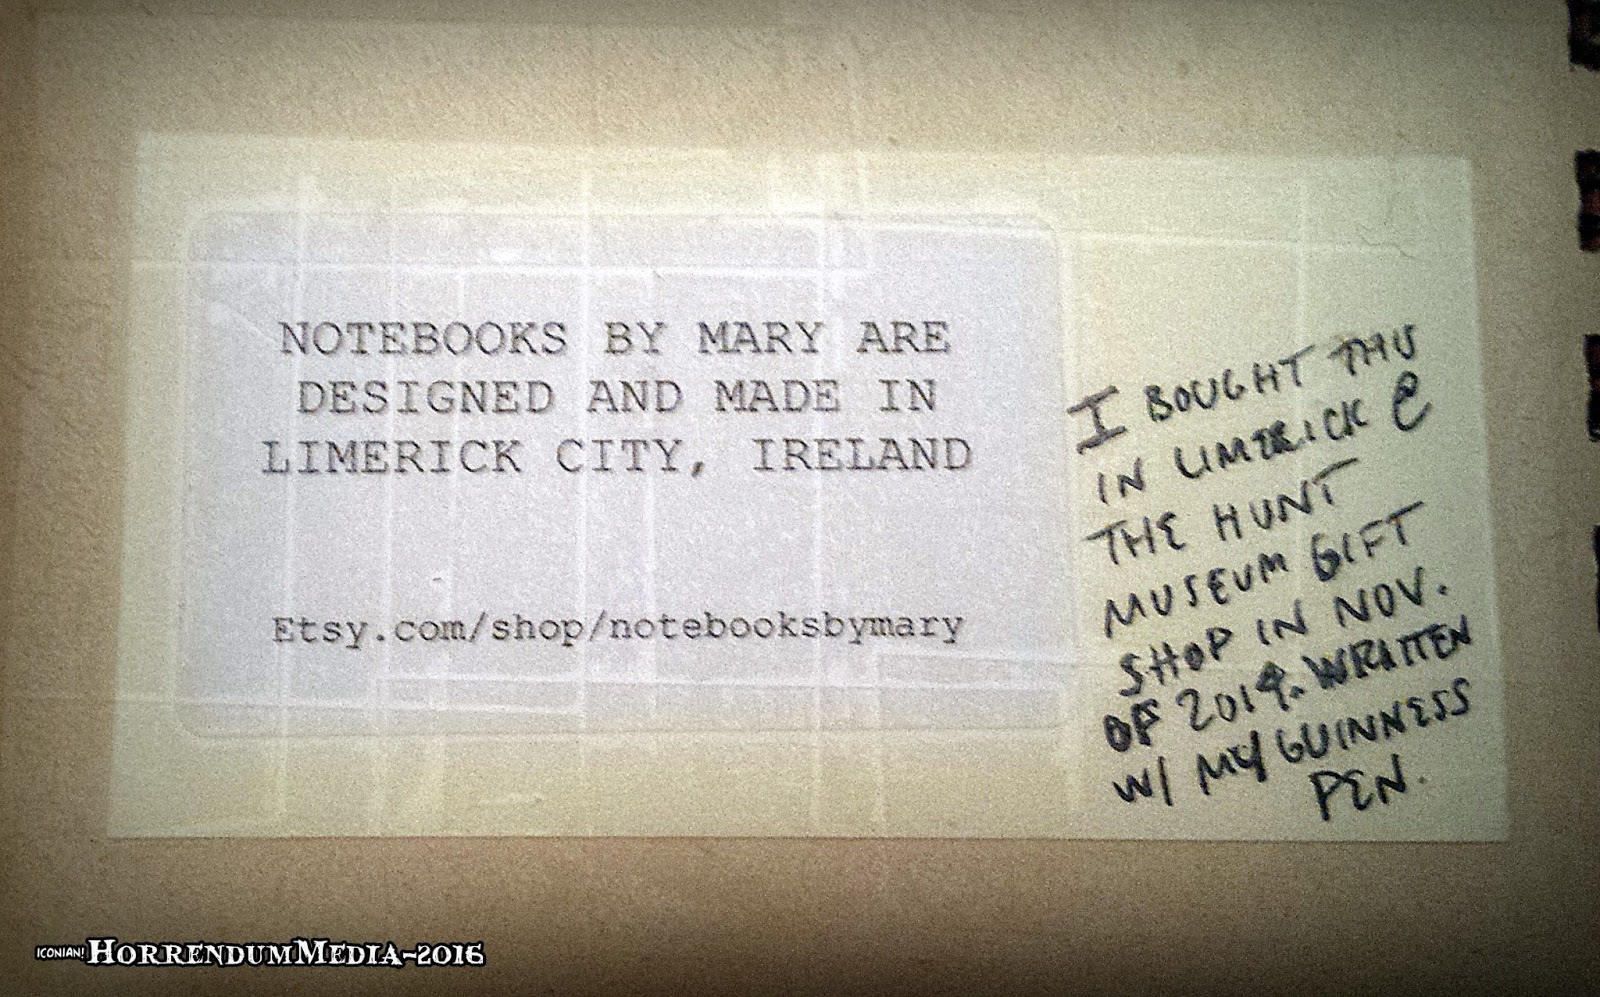 NOTEBOOKS BY MARY ARE
DESIGNED AND MADE IN
LIMERICK CITY, IRELAND
Etsy.com/shop/notebooksbymary
I BOUGHT THIS
IN LIMERICK @
THE HUNT
MUSEUM GIFT
SHOP IN NOV.
OF 2014. WRITTEN
W/ MY GUINNESS
PEN.
ICONIAN! HORRENDUMMEDIA-2016